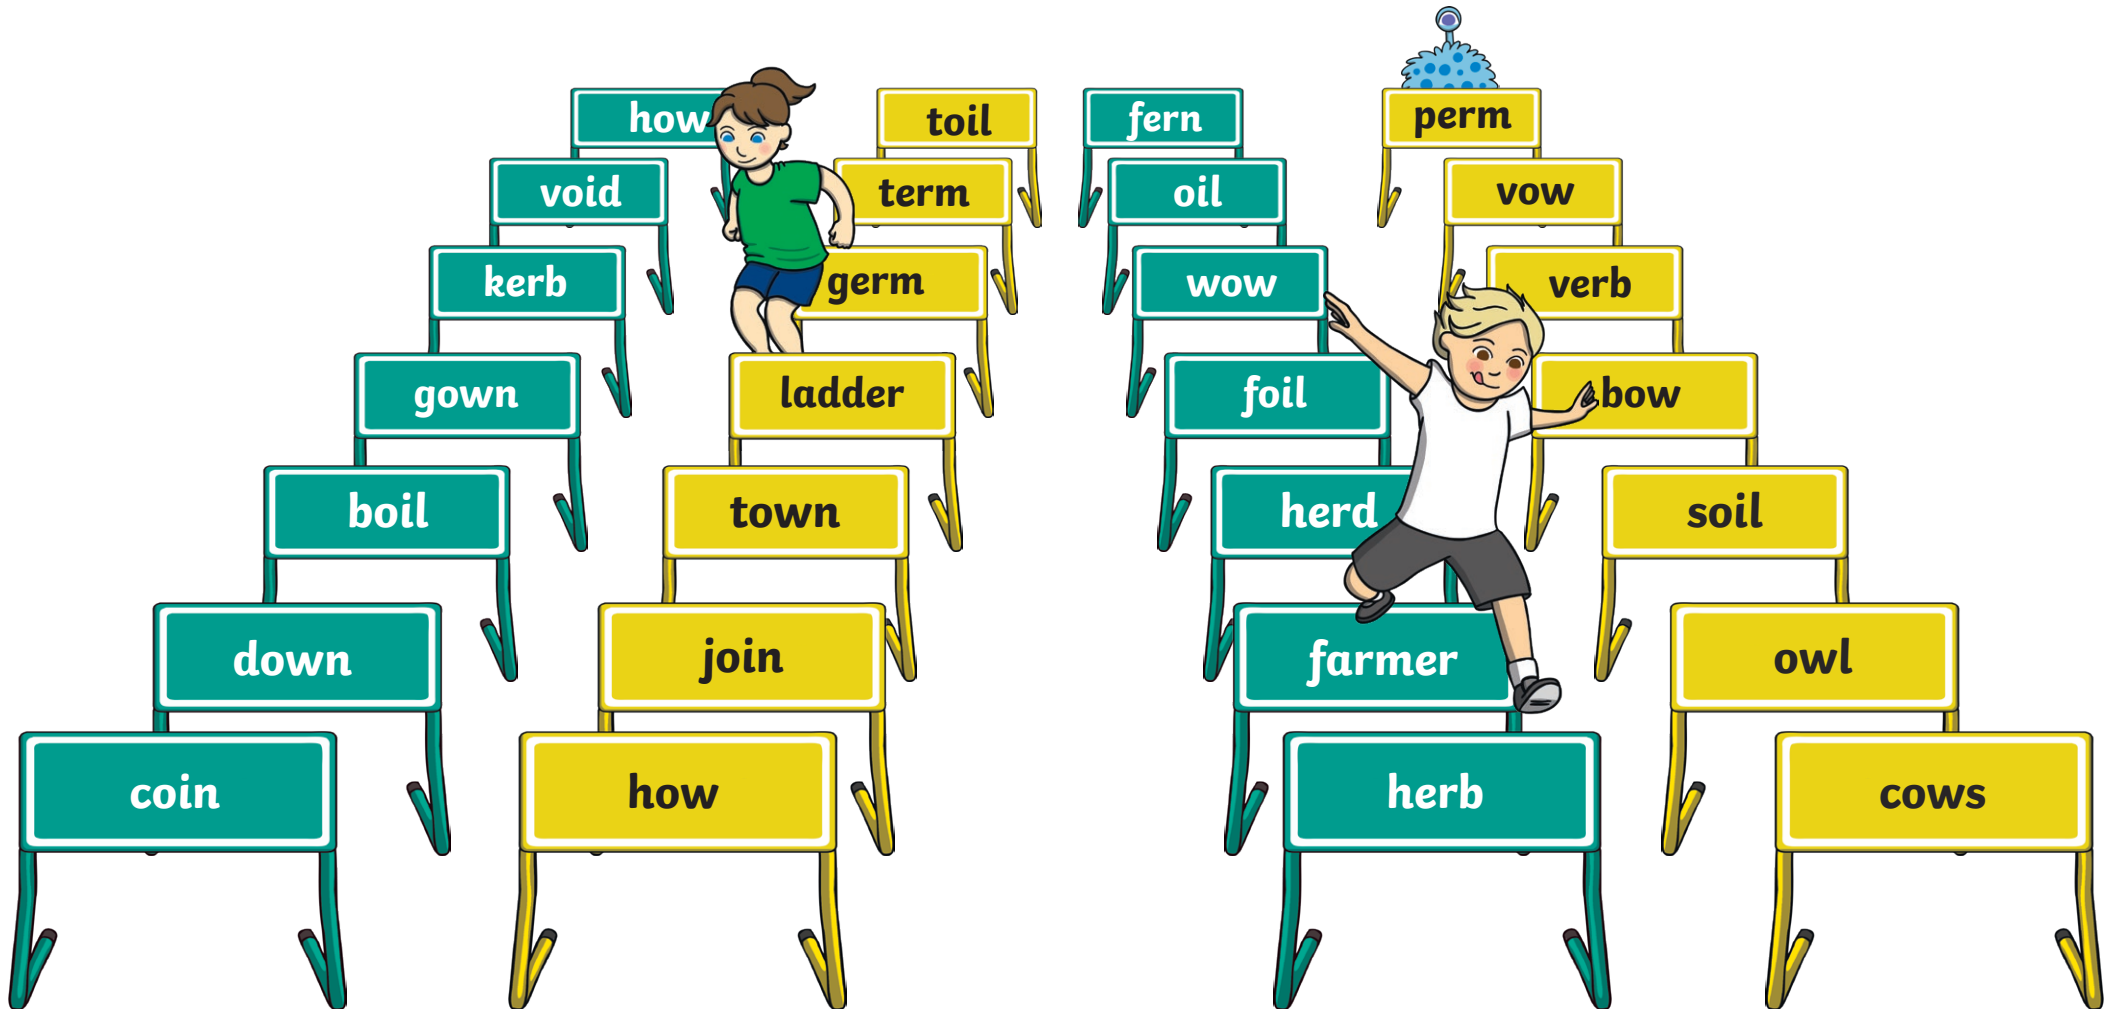 how toil fern perm
void term oil vow
kerb germ wow verb
gown ladder foil bow
boil town herd soil
down join farmer owl
coin how herb cows